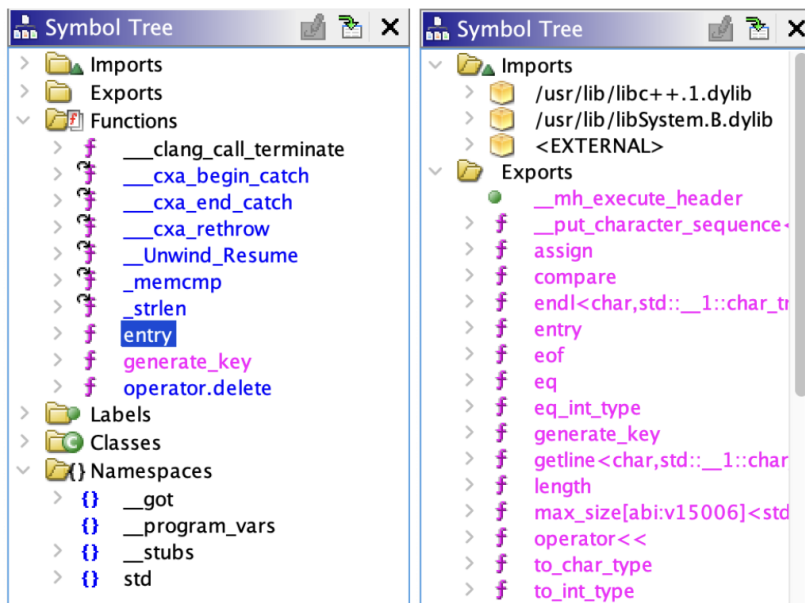 Symbol Tree
Imports
Exports
Functions
___clang_call_terminate
___cxa_begin_catch
___cxa_end_catch
___cxa_rethrow
__Unwind_Resume
_memcmp
_strlen
entry
generate_key
operator.delete
Labels
Classes
Namespaces
__got
__program_vars
__stubs
std
Symbol Tree
Imports
/usr/lib/libc++.1.dylib
/usr/lib/libSystem.B.dylib
<EXTERNAL>
Exports
__mh_execute_header
__put_character_sequence<
assign
compare
endl<char,std::__1::char_tr
entry
eof
eq
eq_int_type
generate_key
getline<char,std::__1::char
length
max_size[abi:v15006]<std
operator<<
to_char_type
to_int_type